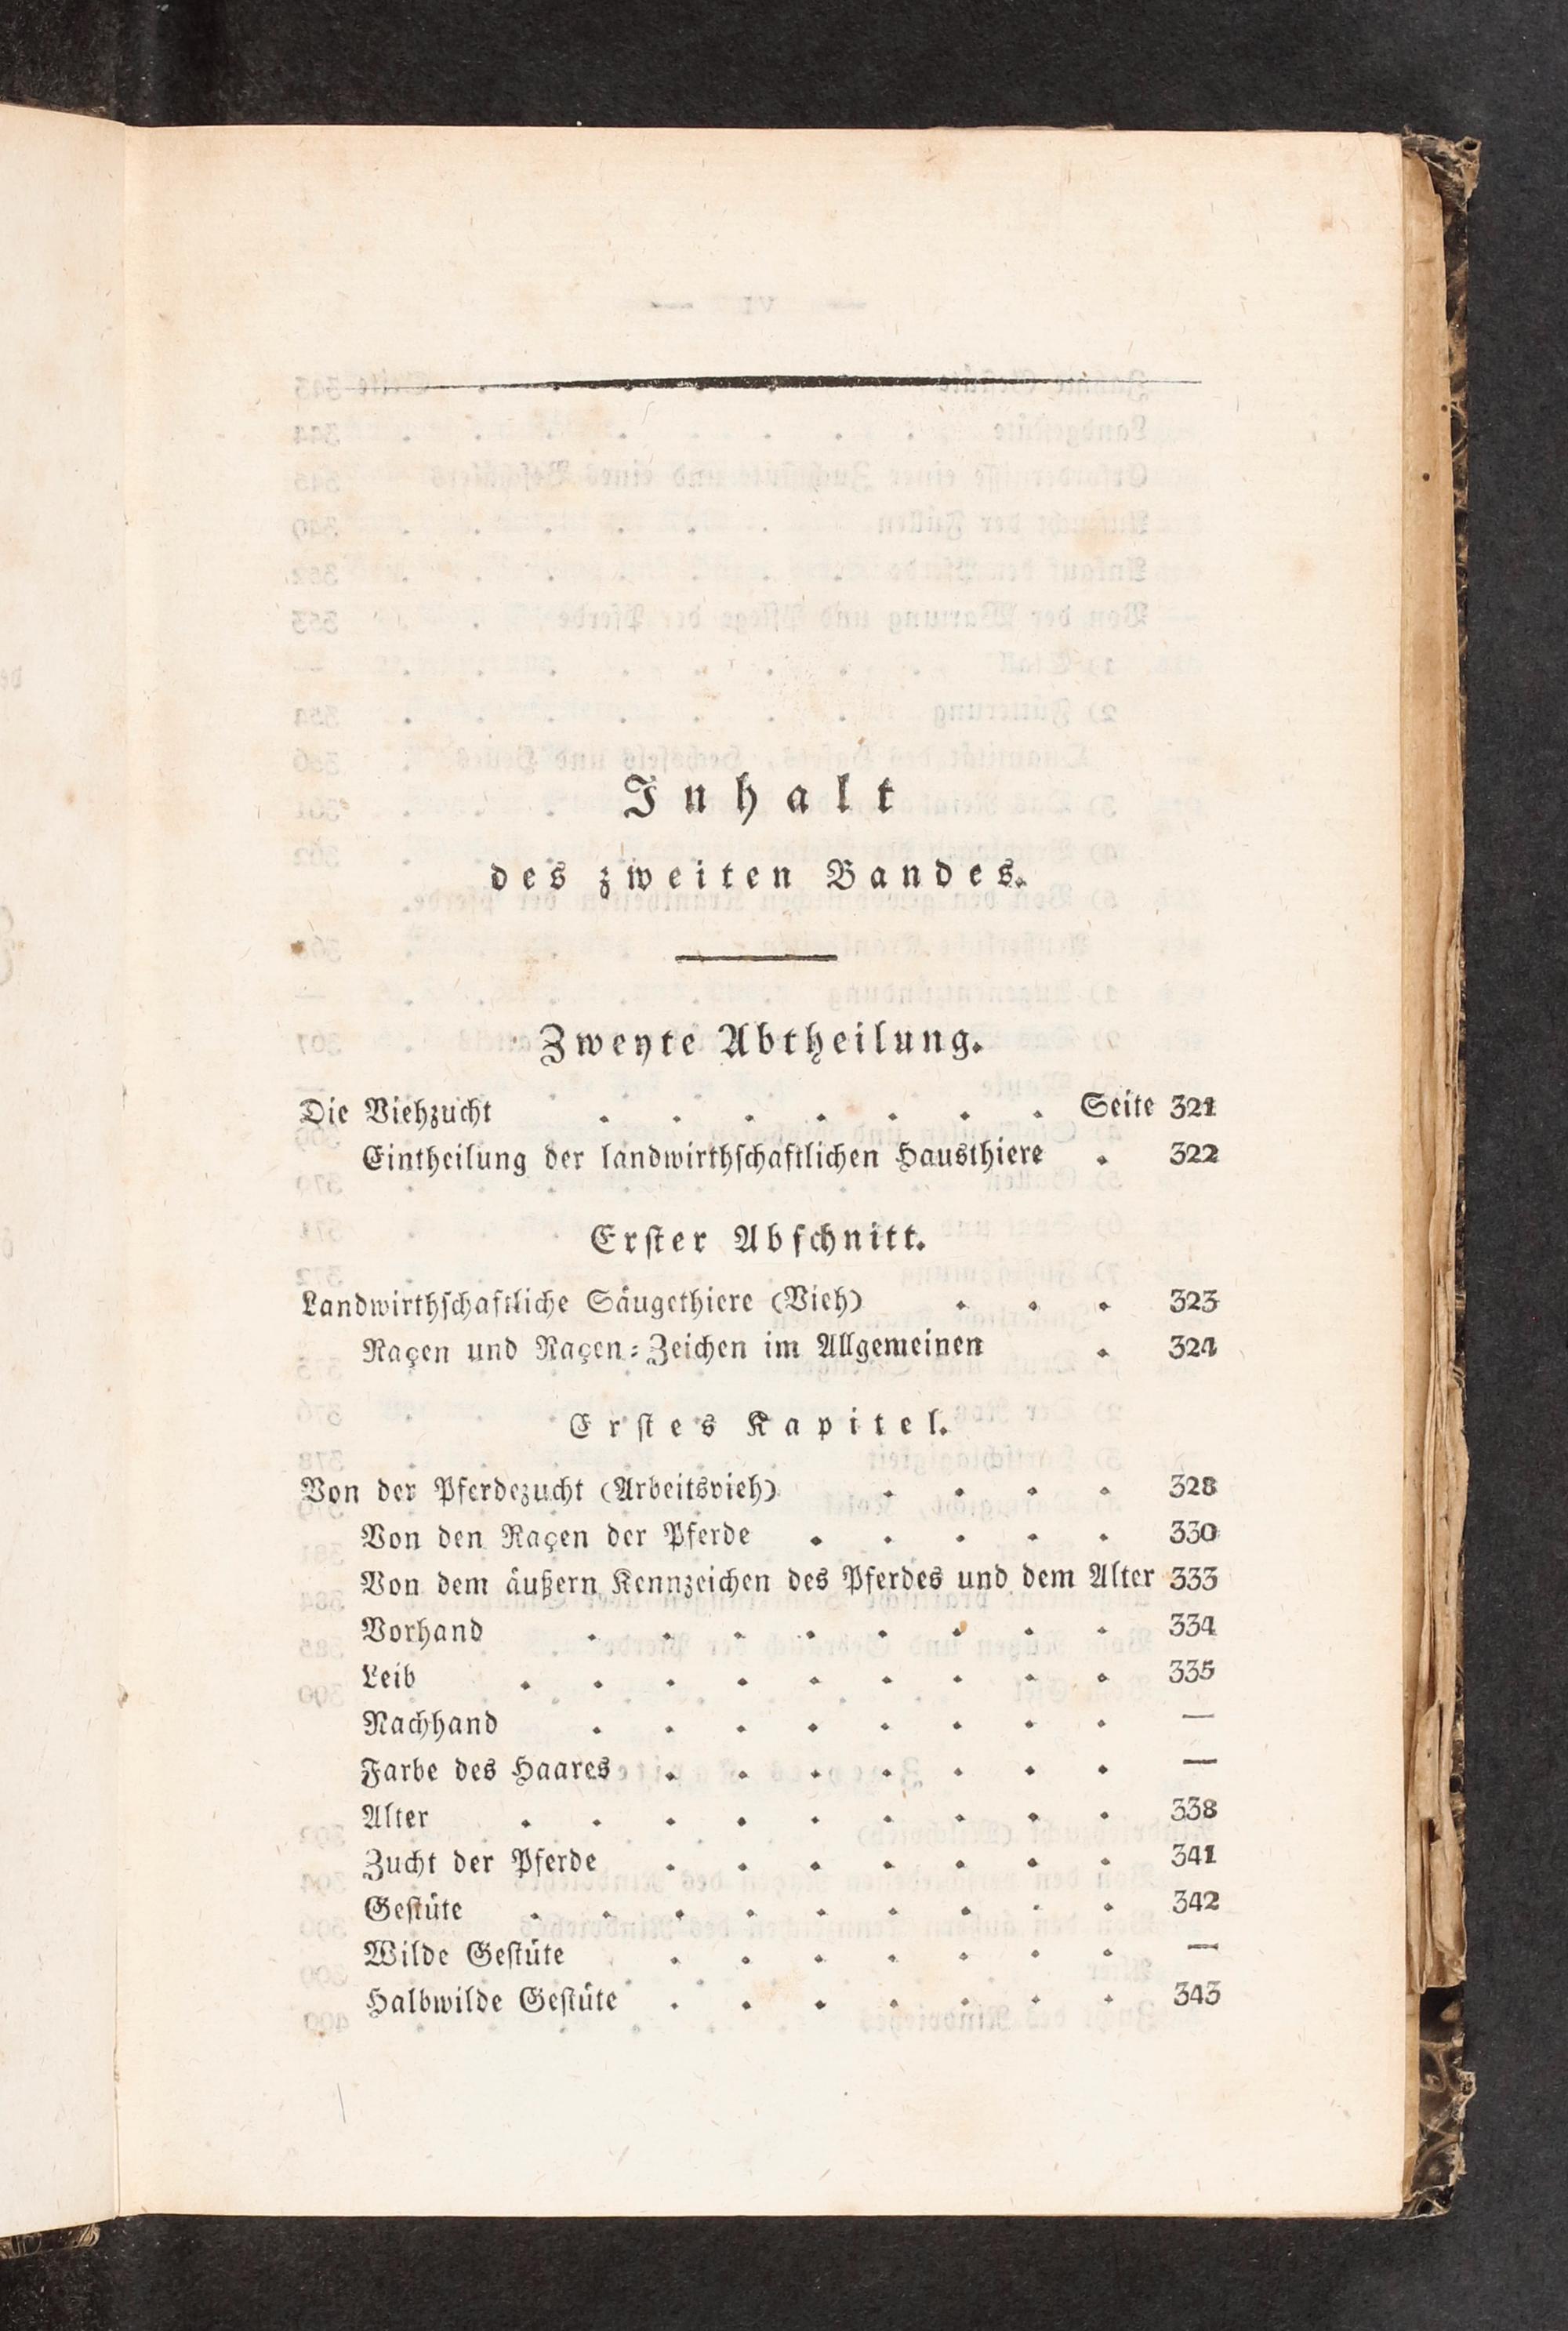 Inhalt
des zweiten Bandes.
Zweyte Abtheilung.
Die Viehzucht . . . . . . . Seite 321
Eintheilung der landwirthschaftlichen Hausthiere . 322
Erster Abschnitt.
Landwirthschaftliche Säugethiere (Vieh) . . . 323
Raçen und Raçen-Zeichen im Allgemeinen . 324
Erstes Kapitel.
Von der Pferdezucht (Arbeitsvieh) . . . . 328
Von den Raçen der Pferde . . . . . 330
Von dem äußern Kennzeichen des Pferdes und dem Alter 333
Vorhand . . . . . . . . 334
Leib . . . . . . . . . 335
Nachhand . . . . . . . . —
Farbe des Haares . . . . . . . —
Alter . . . . . . . . . 338
Zucht der Pferde . . . . . . . 341
Gestüte . . . . . . . . . 342
Wilde Gestüte . . . . . . . —
Halbwilde Gestüte . . . . . . . 343